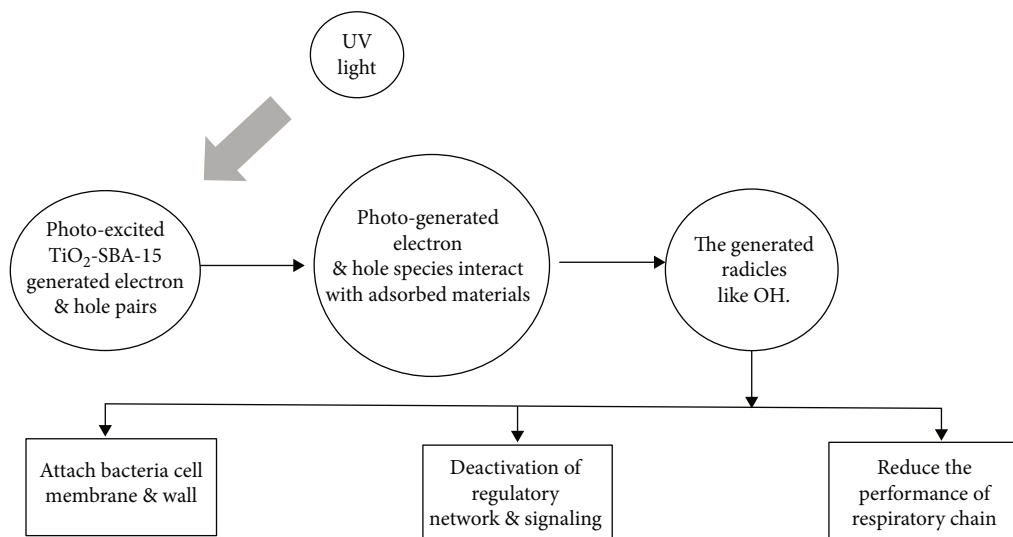 UV
light
Photo-excited
TiO₂-SBA-15
generated electron
& hole pairs
Photo-generated
electron
& hole species interact
with adsorbed materials
The generated
radicles
like OH.
Attach bacteria cell
membrane & wall
Deactivation of
regulatory
network & signaling
Reduce the
performance of
respiratory chain